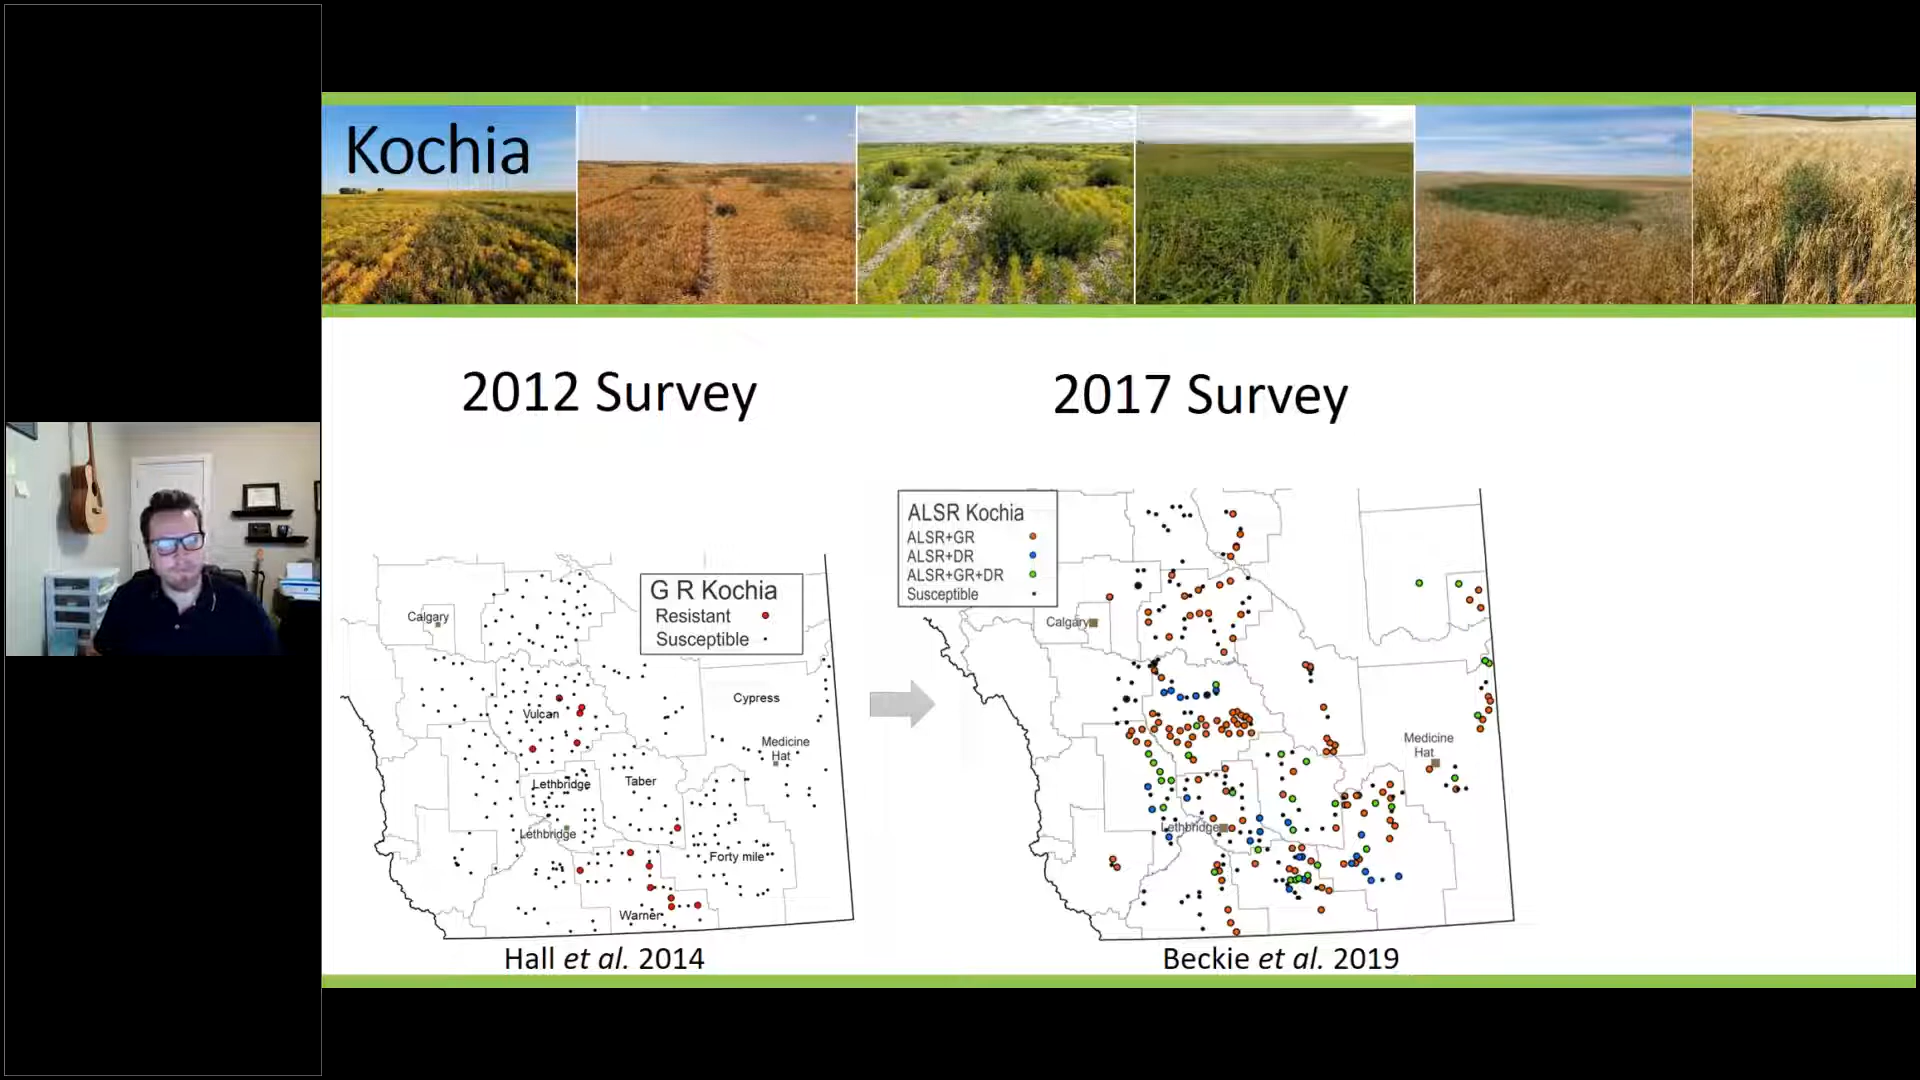 Kochia
2012 Survey
2017 Survey
G R Kochia
Resistant
Susceptible
Calgary
Vulcan
Cypress
Medicine
Hat
Lethbridge
Taber
Lethbridge
Forty mile
Warner
Hall et al. 2014
ALSR Kochia
ALSR+GR
ALSR+DR
ALSR+GR+DR
Susceptible
Calgary
Medicine
Hat
Lethbridge
Beckie et al. 2019